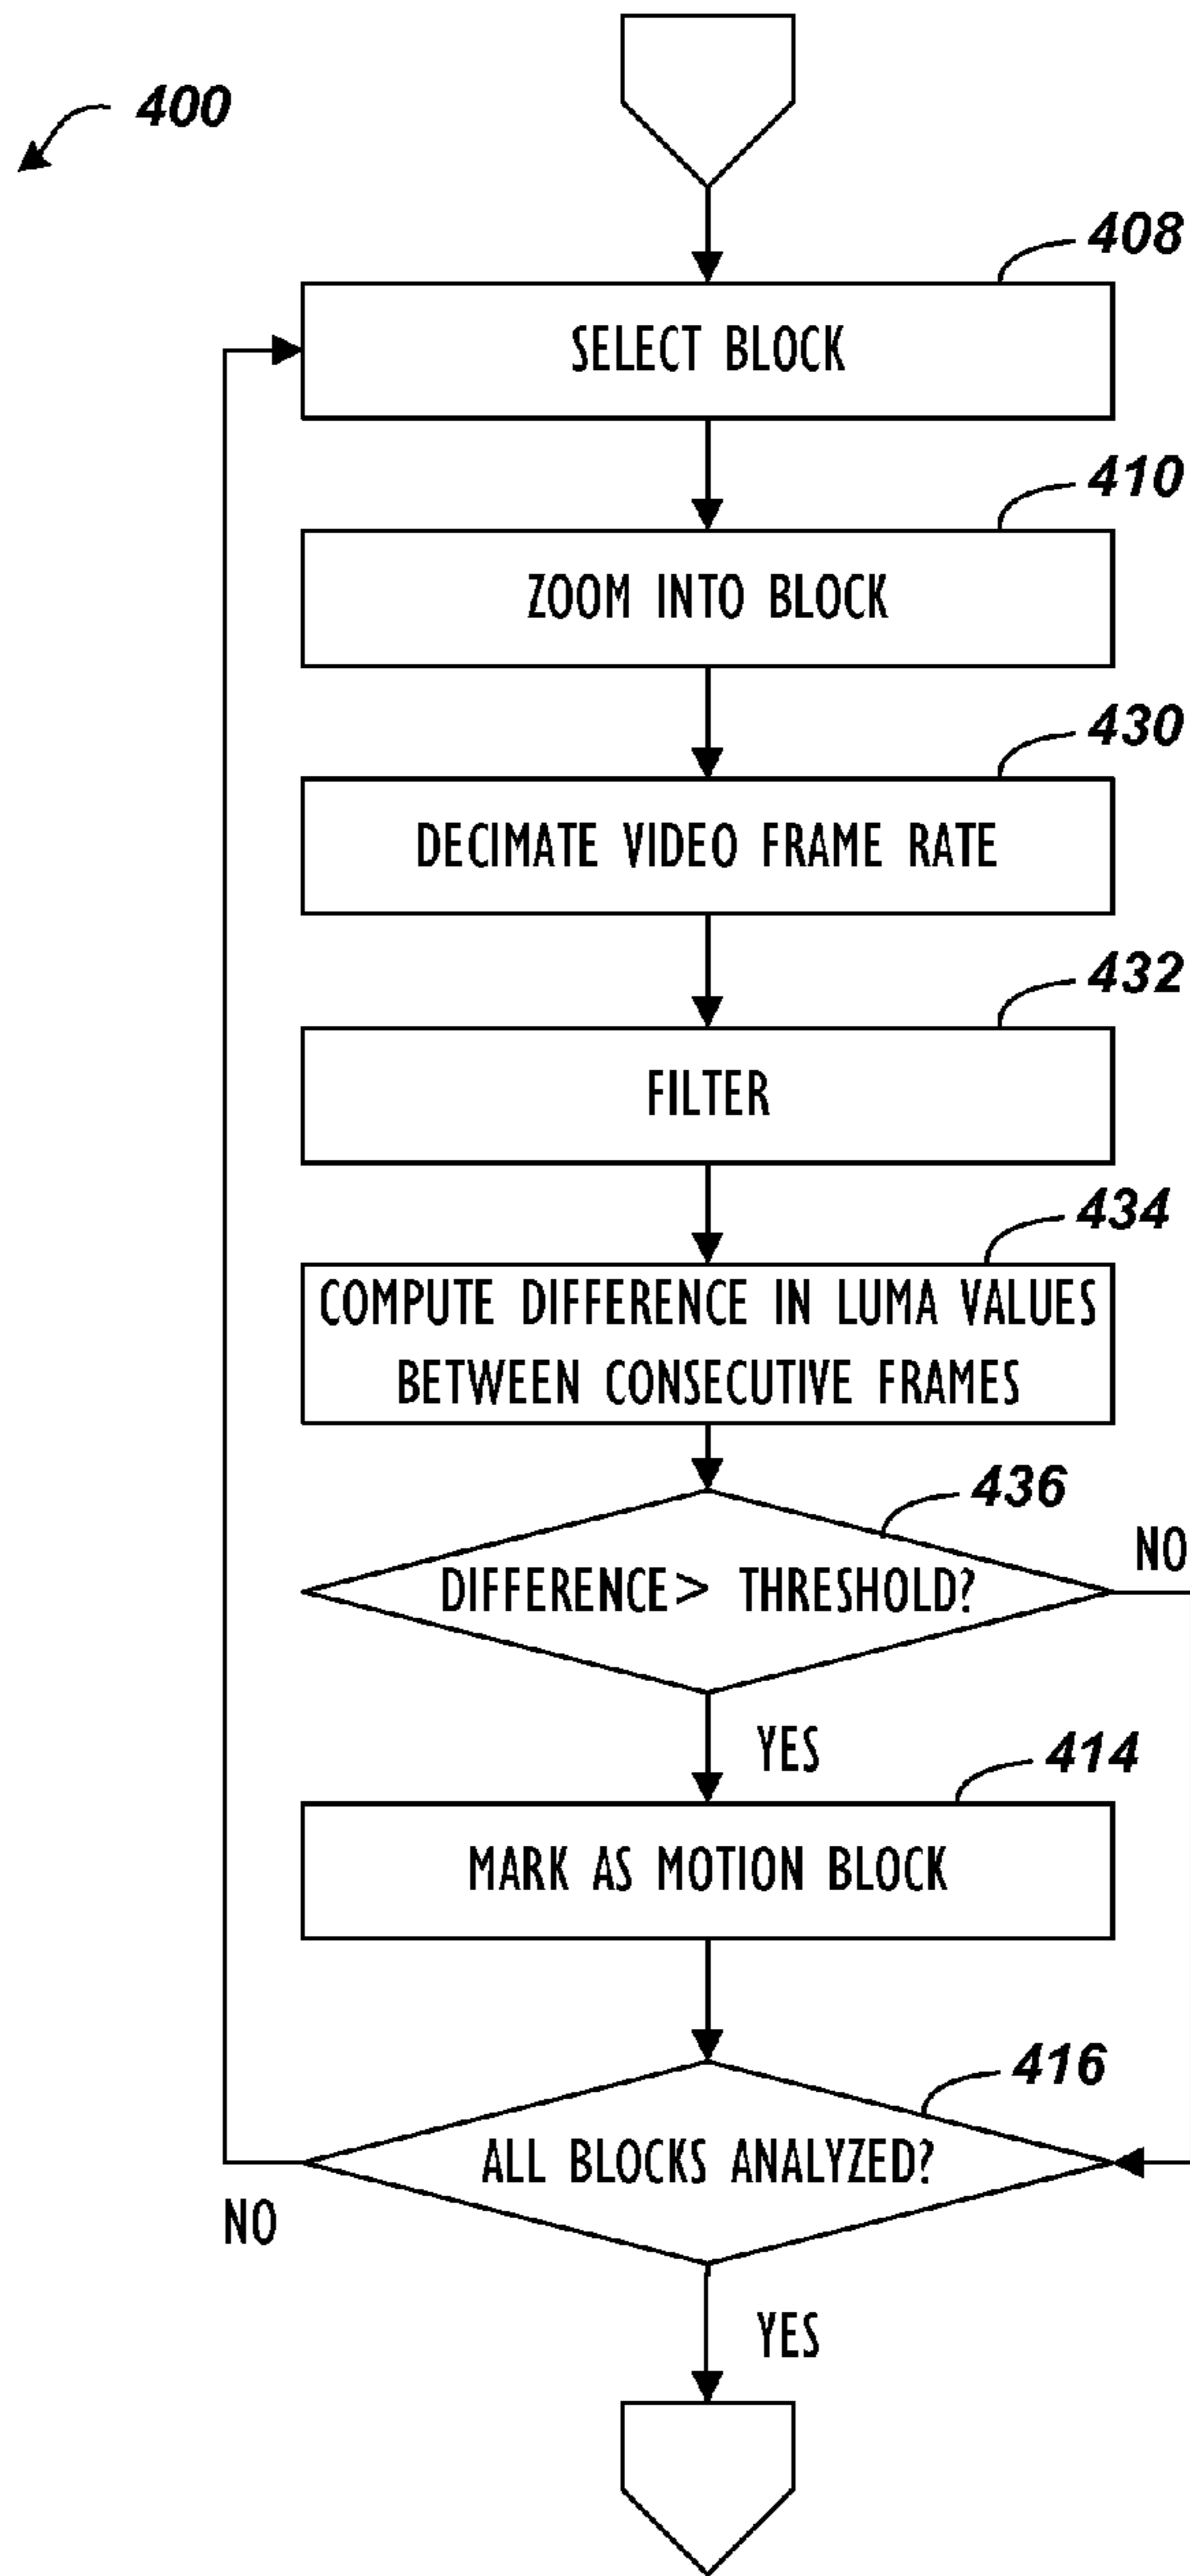 400
408
SELECT BLOCK
410
ZOOM INTO BLOCK
430
DECIMATE VIDEO FRAME RATE
432
FILTER
434
COMPUTE DIFFERENCE IN LUMA VALUES
BETWEEN CONSECUTIVE FRAMES
436
DIFFERENCE> THRESHOLD?
NO
YES
414
MARK AS MOTION BLOCK
416
ALL BLOCKS ANALYZED?
NO
YES